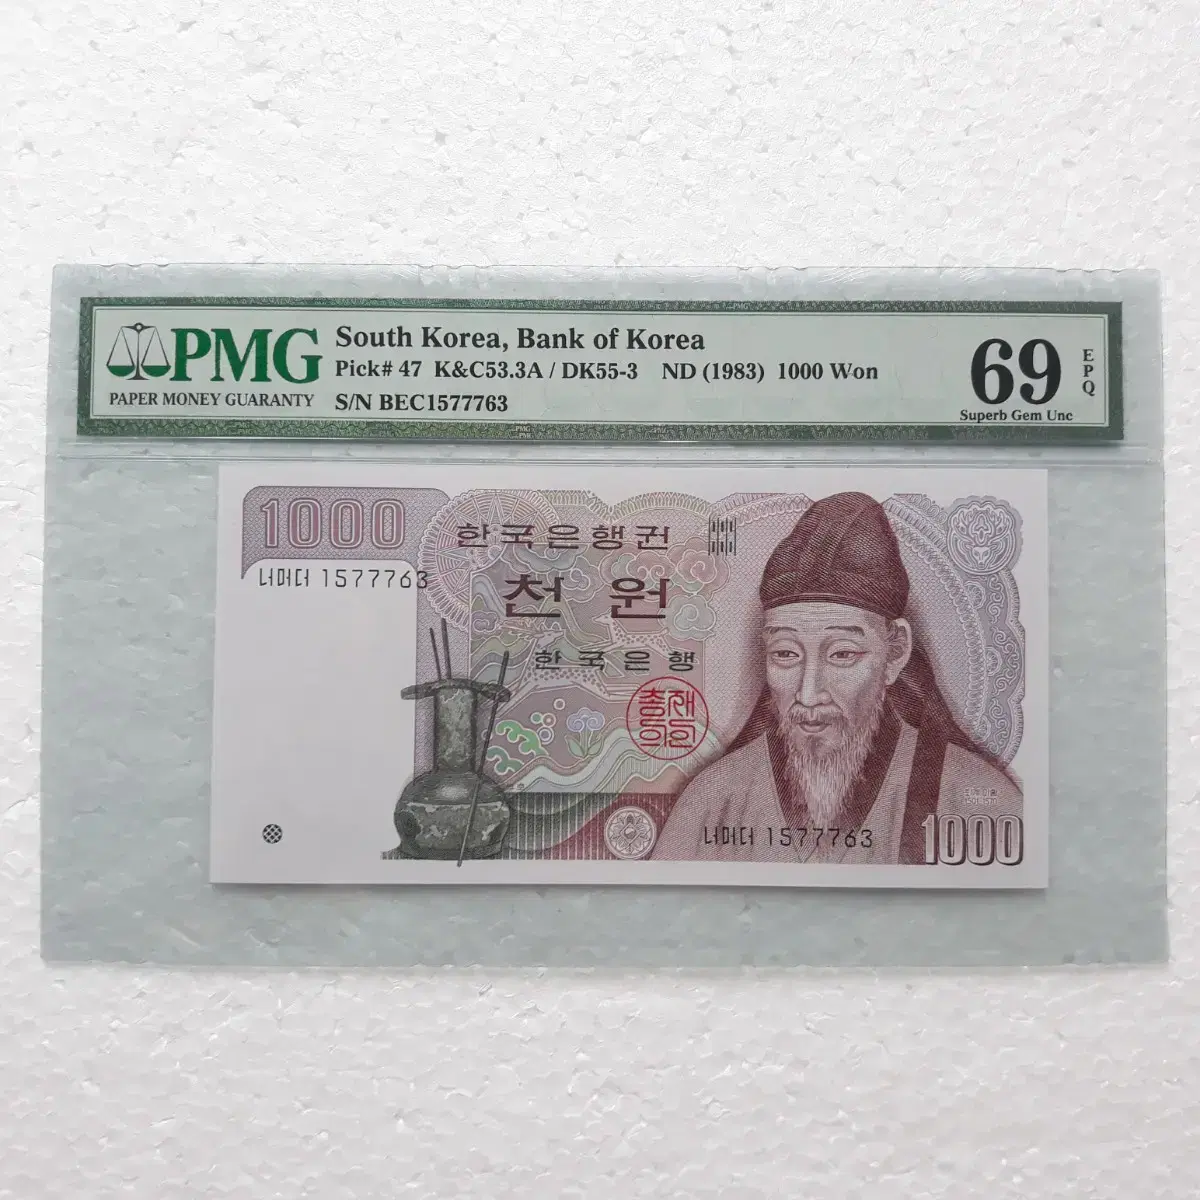 PMG
PAPER MONEY GUARANTY
South Korea, Bank of Korea
Pick# 47 K&C53.3A / DK55-3 ND (1983) 1000 Won
S/N BEC1577763
69
EPQ
Superb Gem Unc
1000
한국은행권
나머더 1577763
천 원
한국은행
총재의인
나머더 1577763
1000